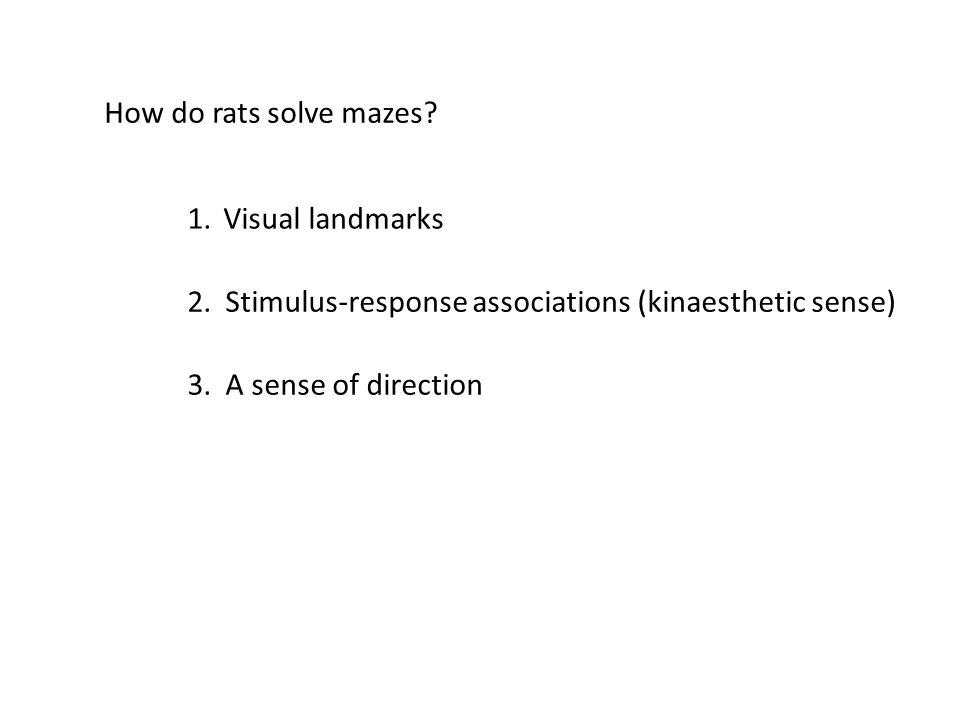 How do rats solve mazes?
1. Visual landmarks
2. Stimulus-response associations (kinaesthetic sense)
3. A sense of direction